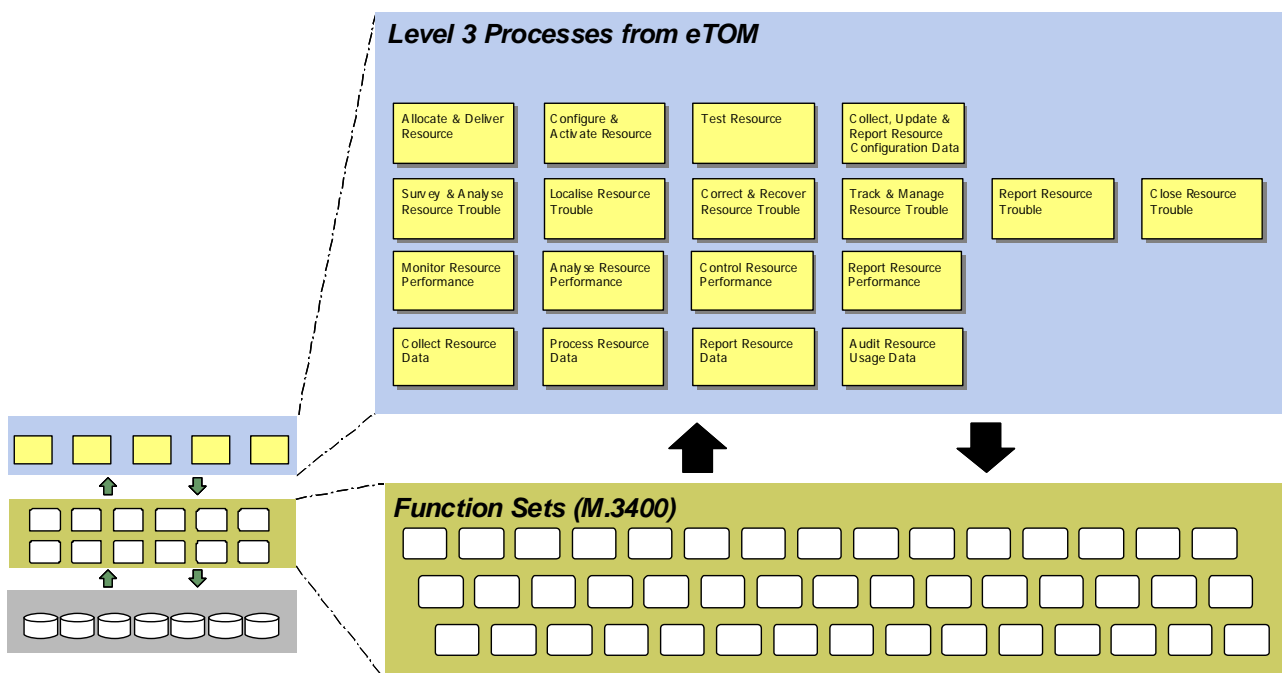 Level 3 Processes from eTOM
Allocate & Deliver
Resource
Configure &
Activate Resource
Test Resource
Collect, Update &
Report Resource
Configuration Data
Survey & Analyse
Resource Trouble
Localise Resource
Trouble
Correct & Recover
Resource Trouble
Track & Manage
Resource Trouble
Report Resource
Trouble
Close Resource
Trouble
Monitor Resource
Performance
Analyse Resource
Performance
Control Resource
Performance
Report Resource
Performance
Collect Resource
Data
Process Resource
Data
Report Resource
Data
Audit Resource
Usage Data
Function Sets (M.3400)